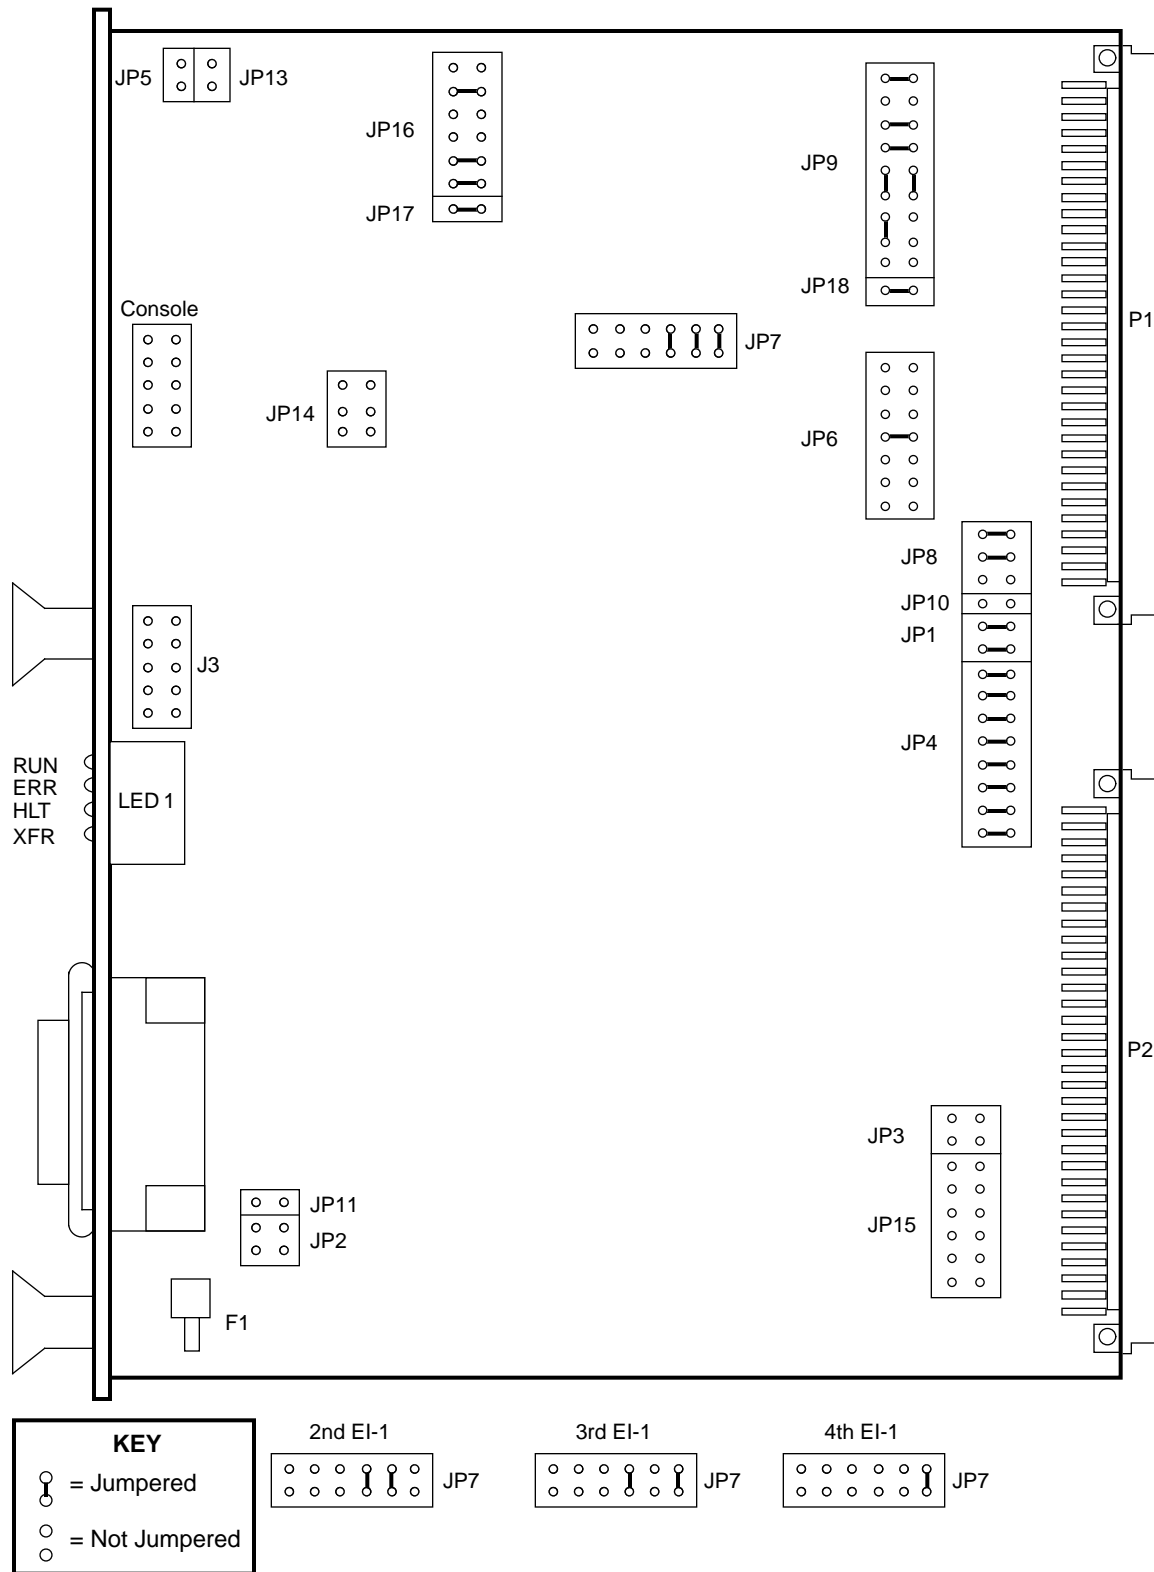 JP5
JP13
JP16
JP9
JP17
JP18
Console
P1
JP7
JP14
JP6
JP8
JP10
JP1
J3
JP4
RUN
ERR
HLT
XFR
LED 1
P2
JP3
JP11
JP15
JP2
F1
KEY
= Jumpered
= Not Jumpered
2nd EI-1
JP7
3rd EI-1
JP7
4th EI-1
JP7